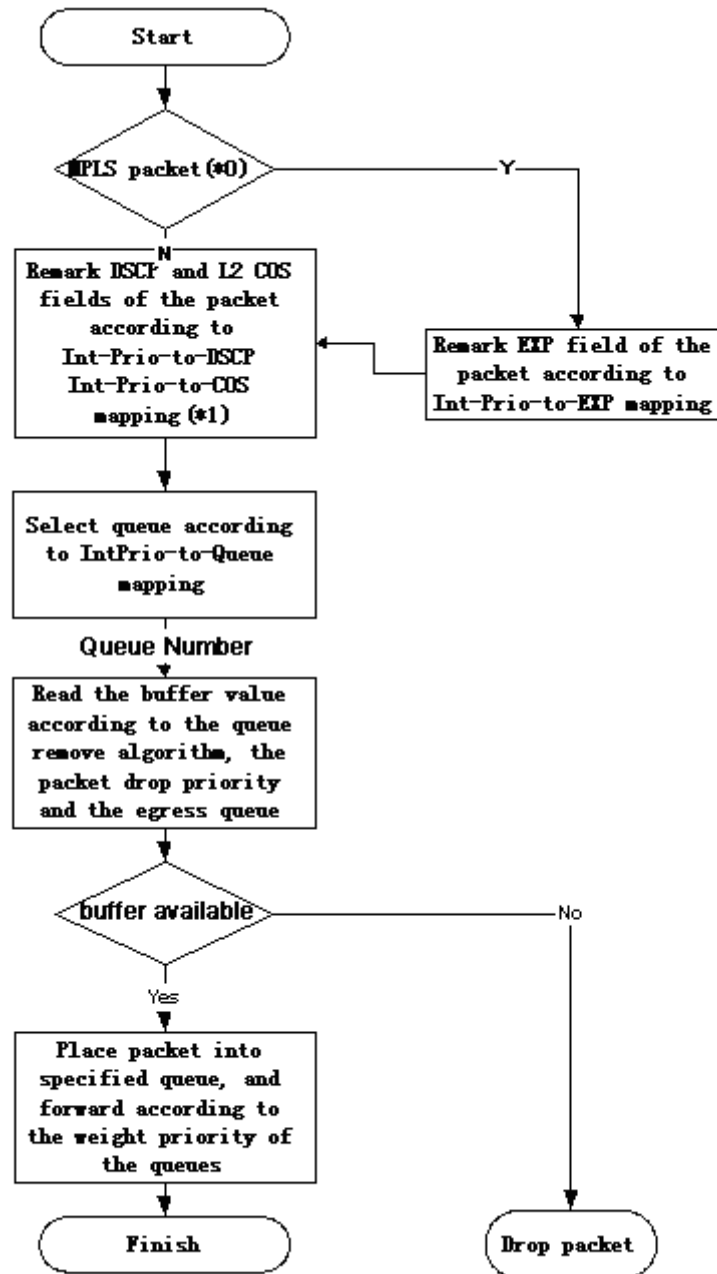 Start
MPLS packet(*0)
Y
N
Remark DSCP and L2 COS
fields of the packet
according to
Int-Prio-to-DSCP
Int-Prio-to-COS
mapping(*1)
Remark EXP field of the
packet according to
Int-Prio-to-EXP mapping
Select queue according
to IntPrio-to-Queue
mapping
Queue Number
Read the buffer value
according to the queue
remove algorithm, the
packet drop priority
and the egress queue
buffer available
No
Yes
Place packet into
specified queue, and
forward according to
the weight priority of
the queues
Finish
Drop packet